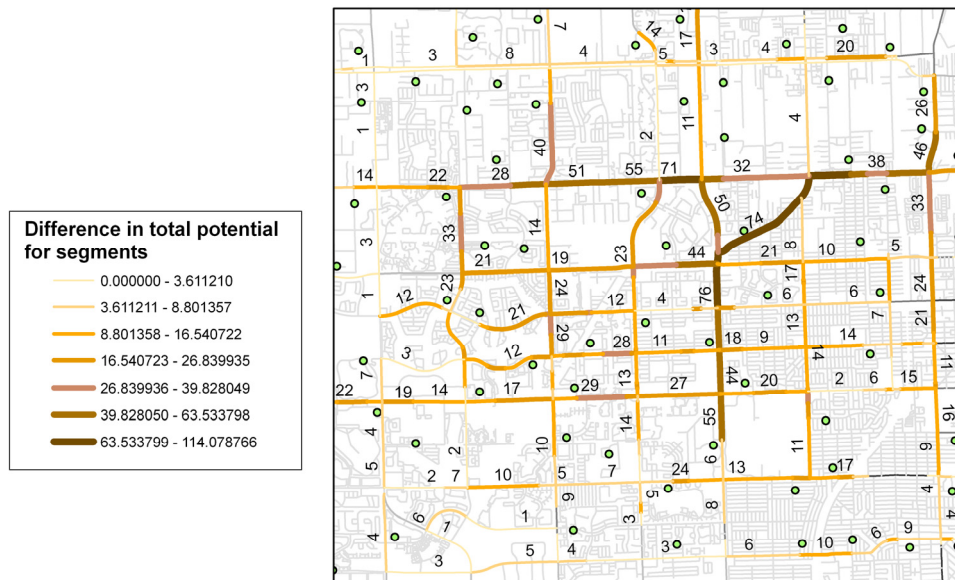 Difference in total potential
for segments
0.000000 - 3.611210
3.611211 - 8.801357
8.801358 - 16.540722
16.540723 - 26.839935
26.839936 - 39.828049
39.828050 - 63.533798
63.533799 - 114.078766
7 14 17
1 3 8 4 5 3 4 20
3 1 40 2 11 4 26 46
14 22 28 51 55 71 32 38
33 14 50 74 33
3 21 19 23 44 21 8 10 5
1 23 24 76 17 24
12 21 12 4 6 6 7 21
29 28 11 18 9 13 14
3 12 14 11
7 13 44
22 19 14 17 29 27 20 2 6 15
4 10 14 55 11 16
5 2 2 7 10 5 7 24 6 13 17 9
6 5 4
9 1 1 3 8 4
4 3 5 4 3 6 10 6 9